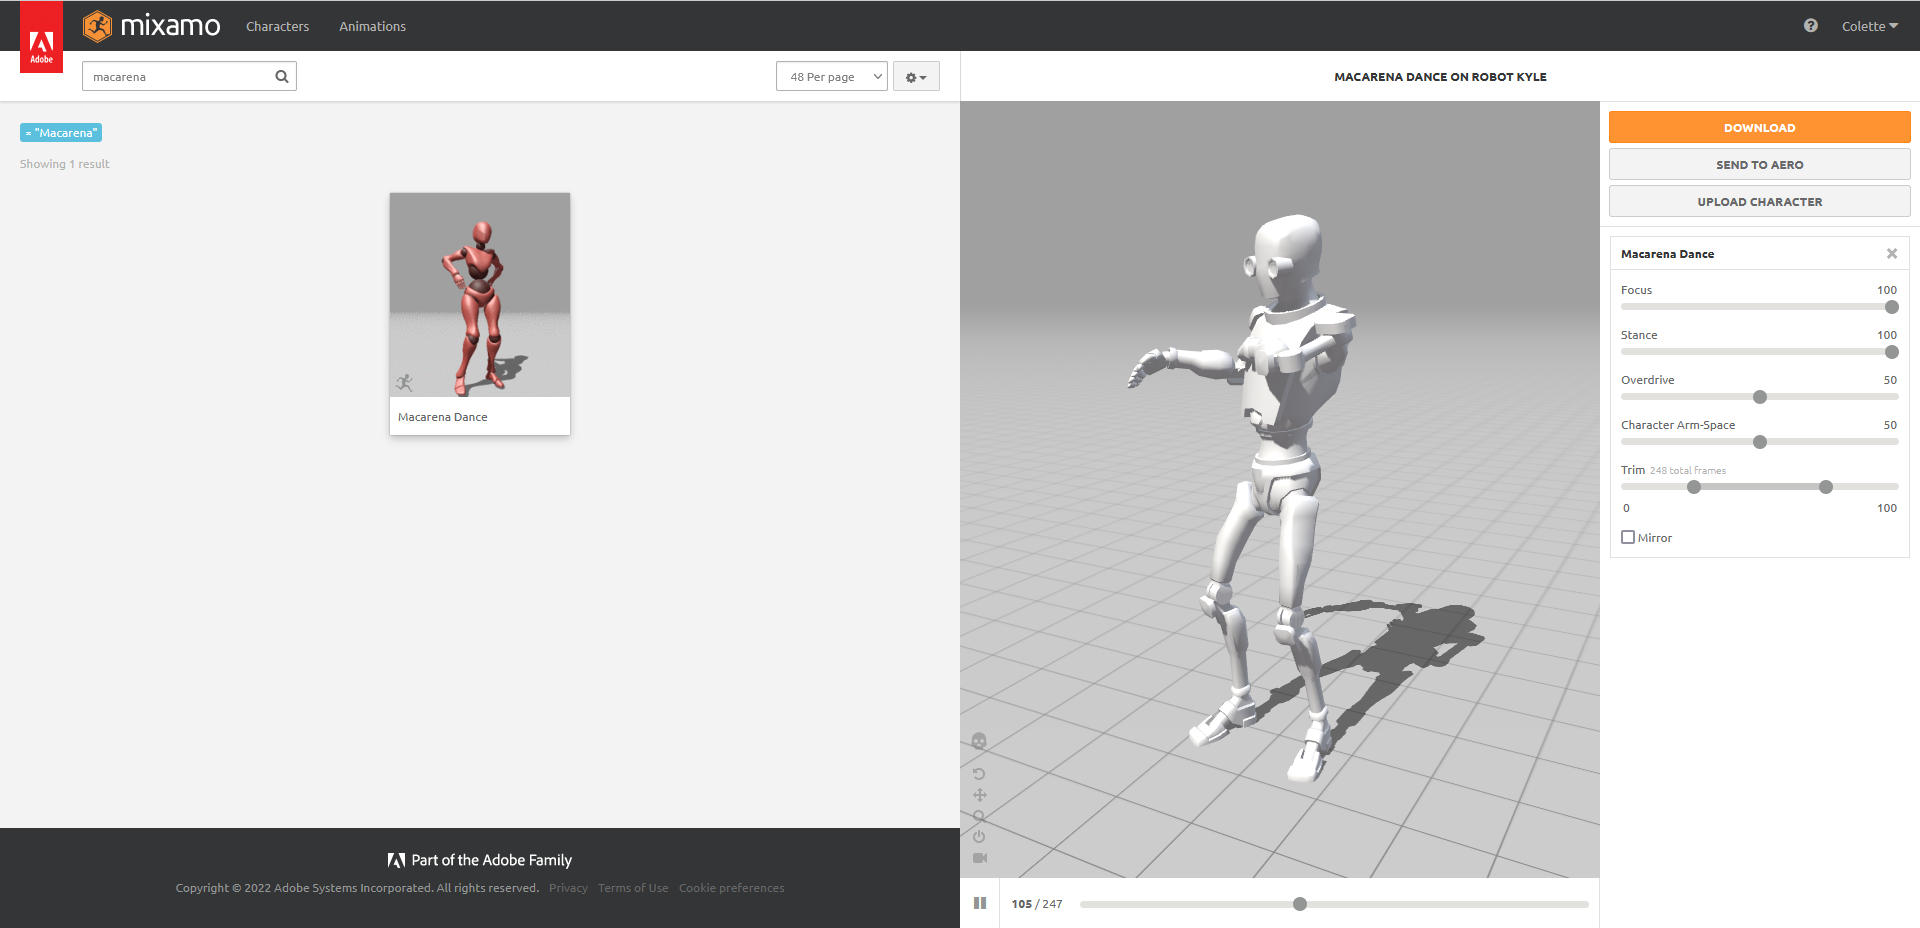 Adobe
mixamo
Characters
Animations
Colette
macarena
48 Per page
MACARENA DANCE ON ROBOT KYLE
× "Macarena"
Showing 1 result
Macarena Dance
DOWNLOAD
SEND TO AERO
UPLOAD CHARACTER
Macarena Dance
Focus 100
Stance 100
Overdrive 50
Character Arm-Space 50
Trim 248 total frames
0 100
Mirror
Part of the Adobe Family
Copyright © 2022 Adobe Systems Incorporated. All rights reserved. Privacy Terms of Use Cookie preferences
105 / 247